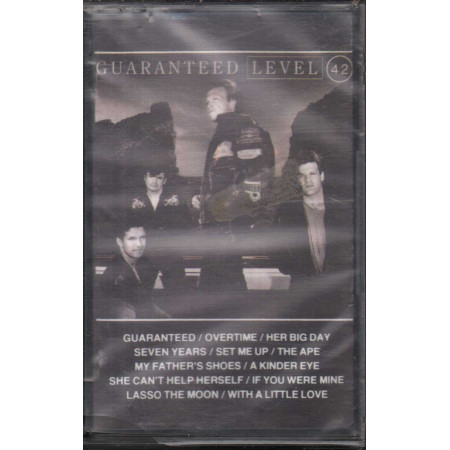 GUARANTEED LEVEL 42
GUARANTEED / OVERTIME / HER BIG DAY
SEVEN YEARS / SET ME UP / THE APE
MY FATHER'S SHOES / A KINDER EYE
SHE CAN'T HELP HERSELF / IF YOU WERE MINE
LASSO THE MOON / WITH A LITTLE LOVE